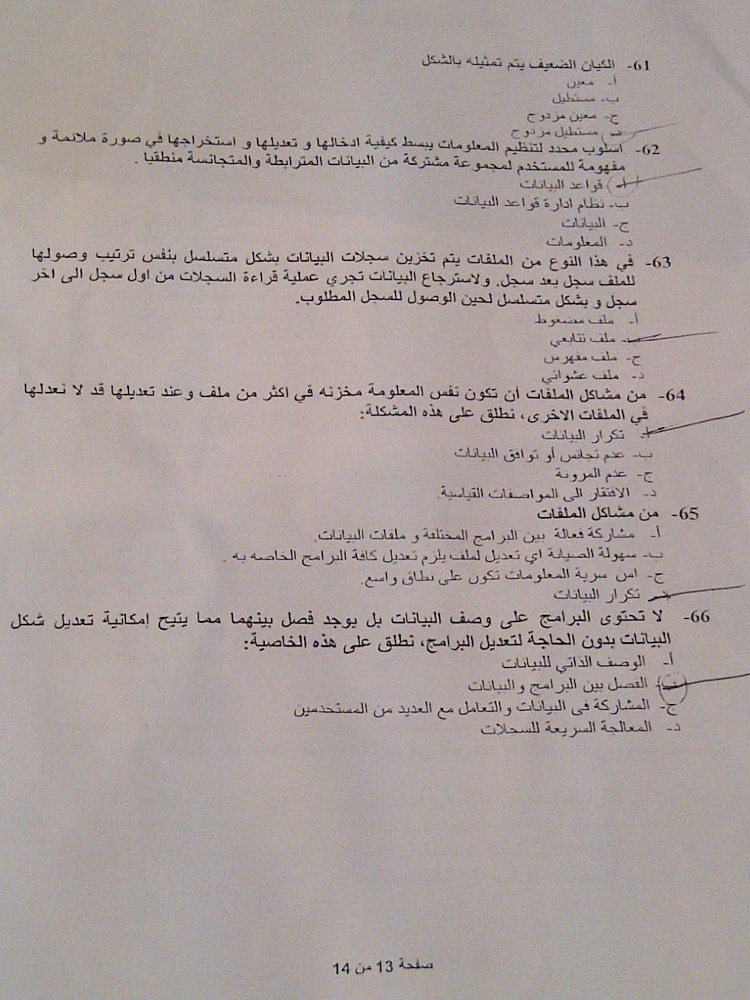 61- الكيان الضعيف يتم تمثيله بالشكل
أ- معين
ب- مستطيل
ج- معين مزدوج
د- مستطيل مزدوج
62- اسلوب محدد لتنظيم المعلومات يبسط كيفية ادخالها و تعديلها و استخراجها في صورة ملائمة و
مفهومة للمستخدم لمجموعة مشتركة من البيانات المترابطة والمتجانسة منطقيا .
أ- قواعد البيانات
ب- نظام ادارة قواعد البيانات
ج- البيانات
د- المعلومات
63- في هذا النوع من الملفات يتم تخزين سجلات البيانات بشكل متسلسل بنفس ترتيب وصولها
للملف سجل بعد سجل. ولاسترجاع البيانات تجري عملية قراءة السجلات من اول سجل الى اخر
سجل و بشكل متسلسل لحين الوصول للسجل المطلوب.
أ- ملف مضغوط
ب- ملف تتابعي
ج- ملف مفهرس
د- ملف عشوائي
64- من مشاكل الملفات أن تكون نفس المعلومة مخزنه في اكثر من ملف وعند تعديلها قد لا نعدلها
في الملفات الاخرى، نطلق على هذه المشكلة:
أ- تكرار البيانات
ب- عدم تجانس أو توافق البيانات
ج- عدم المرونة
د- الافتقار الى المواصفات القياسية.
65- من مشاكل الملفات
أ- مشاركة فعالة بين البرامج المختلفة و ملفات البيانات.
ب- سهولة الصيانة اي تعديل لملف يلزم تعديل كافة البرامج الخاصه به .
ج- امن سرية المعلومات تكون على نطاق واسع.
د- تكرار البيانات
66- لا تحتوى البرامج على وصف البيانات بل يوجد فصل بينهما مما يتيح إمكانية تعديل شكل
البيانات بدون الحاجة لتعديل البرامج، نطلق على هذه الخاصية:
أ- الوصف الذاتي للبيانات
ب- الفصل بين البرامج والبيانات
ج- المشاركة فى البيانات والتعامل مع العديد من المستخدمين
د- المعالجة السريعة للسجلات
صفحة 13 من 14